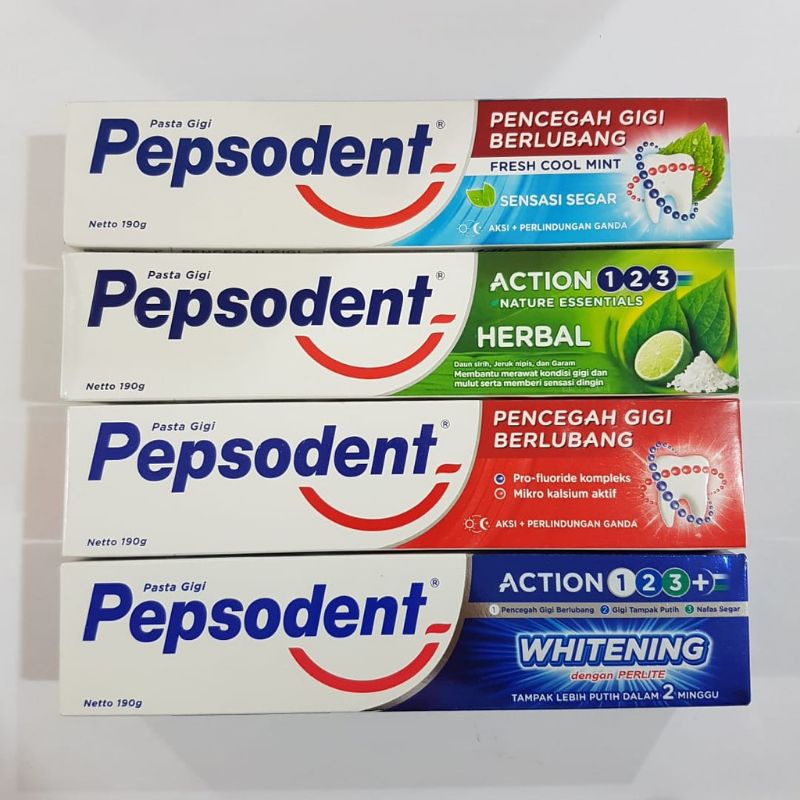 Pasta Gigi
Pepsodent®
Netto 190g
PENCEGAH GIGI
BERLUBANG
FRESH COOL MINT
SENSASI SEGAR
AKSI + PERLINDUNGAN GANDA
PENCEGAH GIGI
Pasta Gigi
Pepsodent®
Netto 190g
ACTION 1 2 3
NATURE ESSENTIALS
HERBAL
Daun sirih, Jeruk nipis, dan Garam
Membantu merawat kondisi gigi dan
mulut serta memberi sensasi dingin
Pasta Gigi
Pepsodent®
Netto 190g
PENCEGAH GIGI
BERLUBANG
Pro-fluoride kompleks
Mikro kalsium aktif
AKSI + PERLINDUNGAN GANDA
Pasta Gigi
Pepsodent®
Netto 190g
ACTION 1 2 3 +
1 Pencegah Gigi Berlubang 2 Gigi Tampak Putih 3 Nafas Segar
WHITENING
dengan PERLITE
TAMPAK LEBIH PUTIH DALAM 2 MINGGU